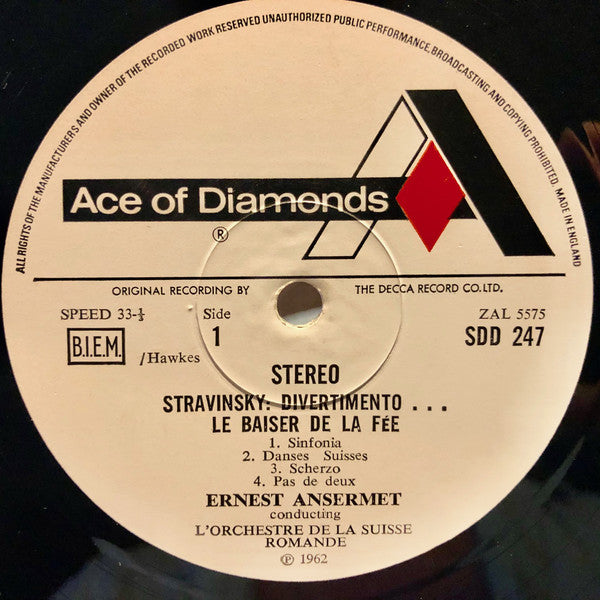 ALL RIGHTS OF THE MANUFACTURERS AND OWNER OF THE RECORDED WORK RESERVED UNAUTHORIZED PUBLIC PERFORMANCE, BROADCASTING AND COPYING PROHIBITED. MADE IN ENGLAND
Ace of Diamonds
®
ORIGINAL RECORDING BY THE DECCA RECORD CO. LTD.
SPEED 33-⅓ Side ZAL 5575
B.I.E.M. /Hawkes 1 SDD 247
STEREO
STRAVINSKY: DIVERTIMENTO ...
LE BAISER DE LA FéE
1. Sinfonia
2. Danses Suisses
3. Scherzo
4. Pas de deux
ERNEST ANSERMET
conducting
L'ORCHESTRE DE LA SUISSE
ROMANDE
℗ 1962